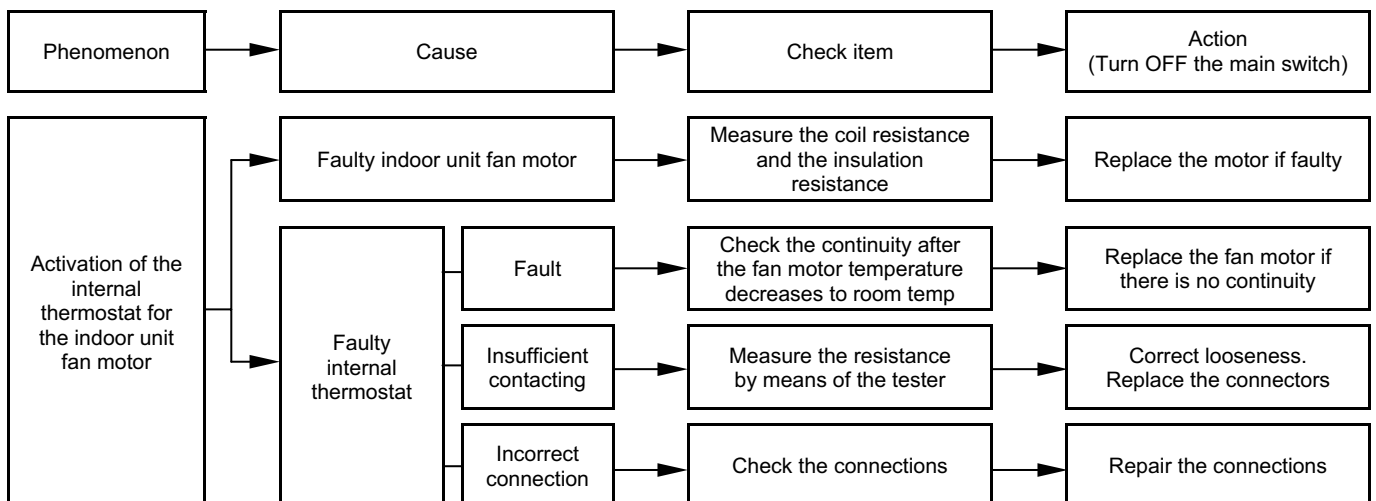 Phenomenon
Cause
Check item
Action
(Turn OFF the main switch)
Activation of the
internal
thermostat for
the indoor unit
fan motor
Faulty indoor unit fan motor
Measure the coil resistance
and the insulation
resistance
Replace the motor if faulty
Faulty
internal
thermostat
Fault
Check the continuity after
the fan motor temperature
decreases to room temp
Replace the fan motor if
there is no continuity
Insufficient
contacting
Measure the resistance
by means of the tester
Correct looseness.
Replace the connectors
Incorrect
connection
Check the connections
Repair the connections